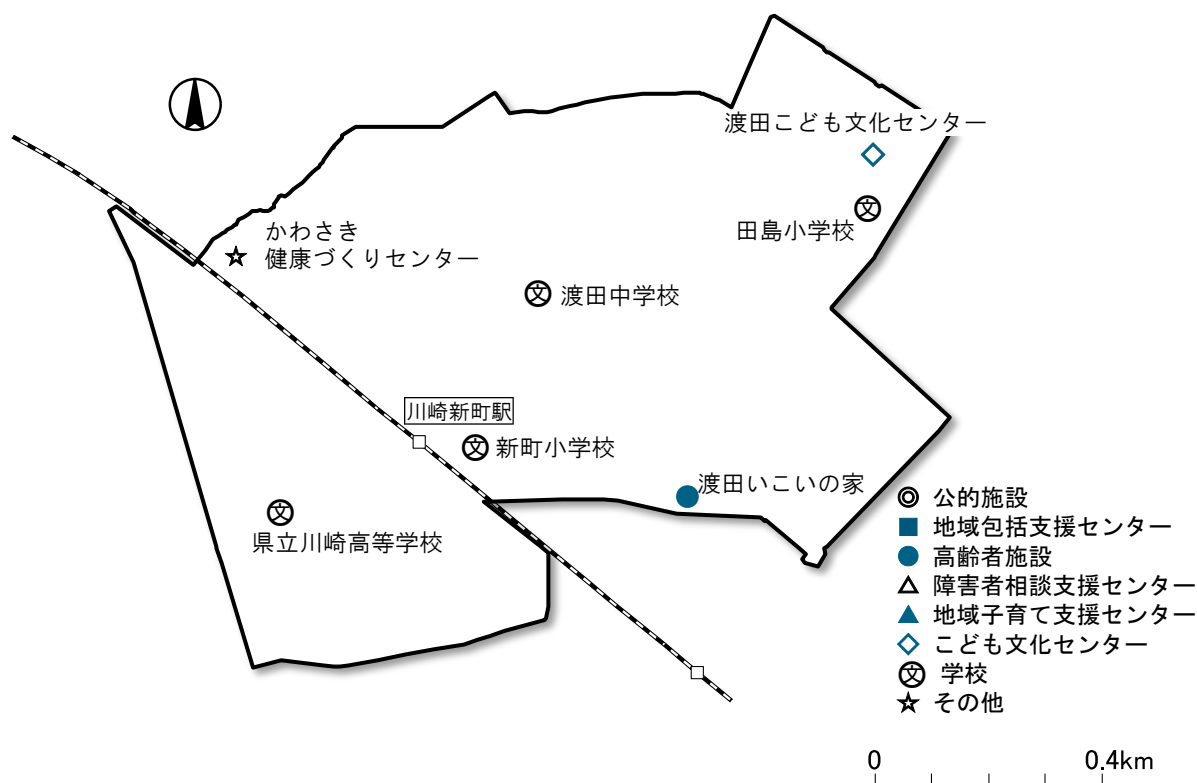 渡田こども文化センター
田島小学校
かわさき
健康づくりセンター
渡田中学校
川崎新町駅
新町小学校
渡田いこいの家
県立川崎高等学校
公的施設
地域包括支援センター
高齢者施設
障害者相談支援センター
地域子育て支援センター
こども文化センター
文 学校
その他
0 0.4km